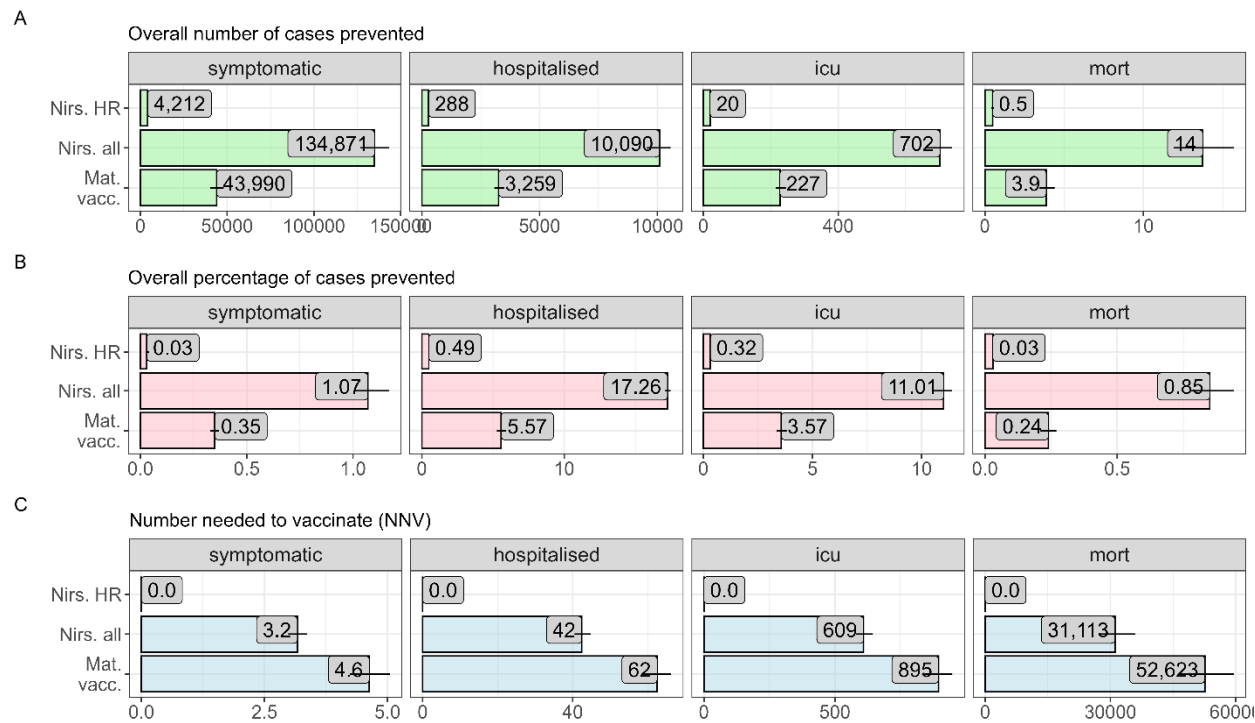 A
Overall number of cases prevented
symptomatic hospitalised icu mort
Nirs. HR 4,212 288 20 0.5
Nirs. all 134,871 10,090 702 14
Mat.
vacc. 43,990 3,259 227 3.9
0 50000 100000 150000 0 5000 10000 0 400 0 10
B
Overall percentage of cases prevented
symptomatic hospitalised icu mort
Nirs. HR 0.03 0.49 0.32 0.03
Nirs. all 1.07 17.26 11.01 0.85
Mat.
vacc. 0.35 5.57 3.57 0.24
0.0 0.5 1.0 0 10 0 5 10 0.0 0.5
C
Number needed to vaccinate (NNV)
symptomatic hospitalised icu mort
Nirs. HR 0.0 0.0 0.0 0.0
Nirs. all 3.2 42 609 31,113
Mat.
vacc. 4.6 62 895 52,623
0.0 2.5 5.0 0 40 0 500 0 30000 60000